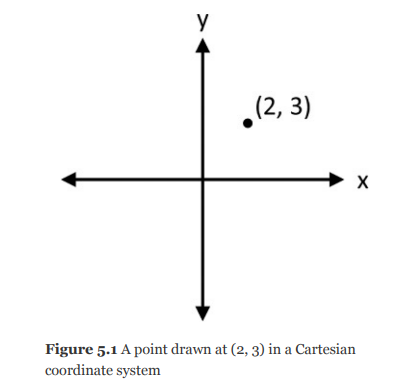 y
(2, 3)
x
Figure 5.1 A point drawn at (2, 3) in a Cartesian
coordinate system